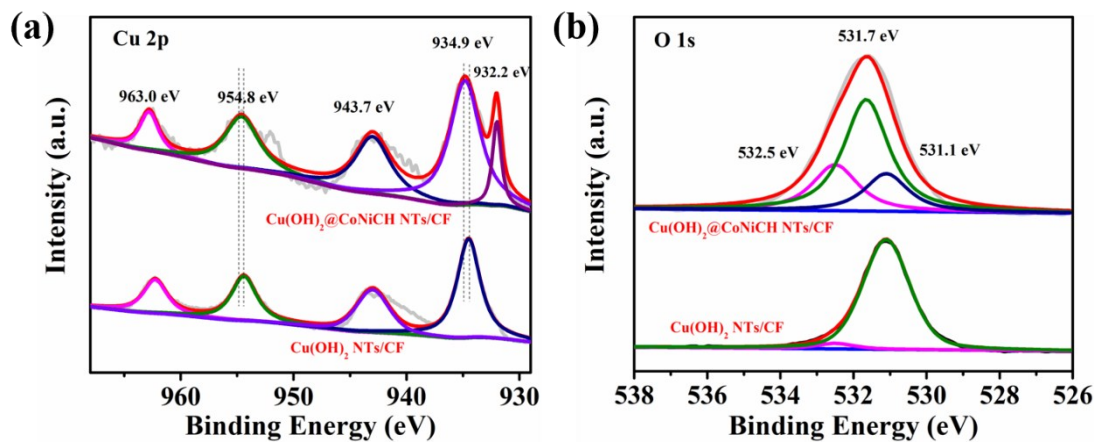 (a)
Cu 2p
963.0 eV
954.8 eV
943.7 eV
934.9 eV
932.2 eV
Cu(OH)₂@CoNiCH NTs/CF
Cu(OH)₂ NTs/CF
Intensity (a.u.)
960
950
940
930
Binding Energy (eV)
(b)
O 1s
531.7 eV
532.5 eV
531.1 eV
Cu(OH)₂@CoNiCH NTs/CF
Cu(OH)₂ NTs/CF
Intensity (a.u.)
538
536
534
532
530
528
526
Binding Energy (eV)